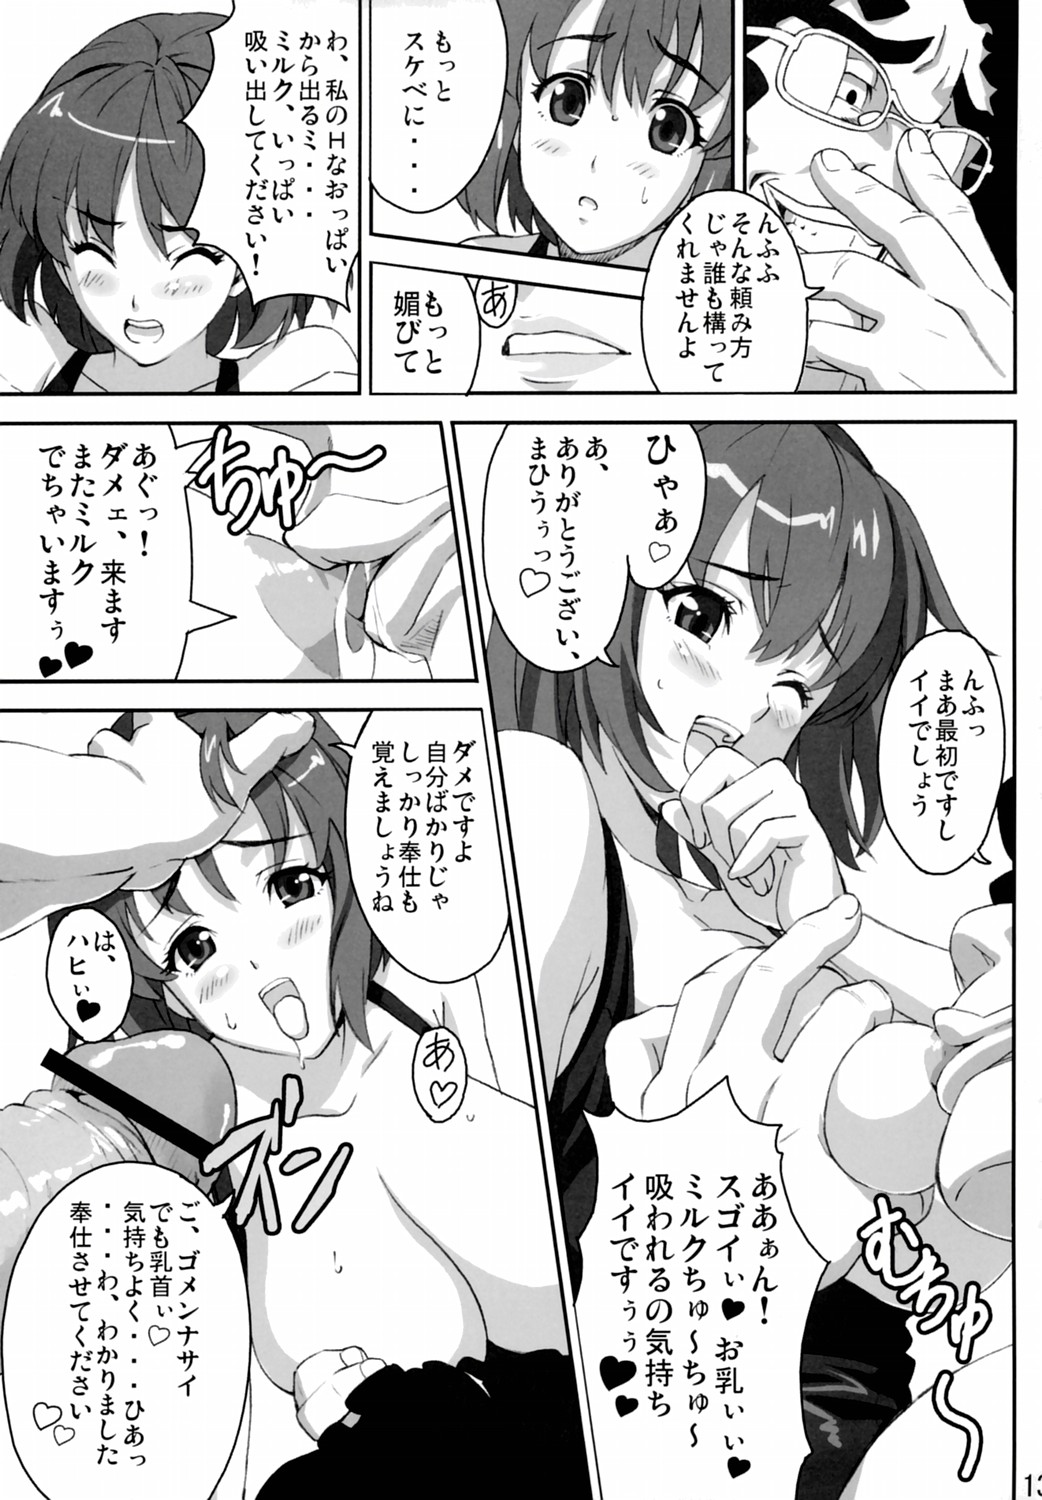 んふふ
そんな頼み方
じゃ誰も構って
くれませんよ
もっと
スケベに・・・
あ
もっと
媚びて
わ、私のＨなおっぱい
から出るミ・・・
ミルク、いっぱい
吸い出してください！
んふっ
まあ最初ですし
イイでしょう
ひゃぁ♡
あ、
ありがとうござい、
まひうぅっ♡
ああぁん！
スゴイぃ♥お乳ぃぃ♥
ミルクちゅ～ちゅ～
吸われるの気持ち
イイですぅぅ♥♥
むちゅ～
ちゅ～
あぐっ！
ダメェ、来ます
またミルク
でちゃいますぅ
♥♥
ダメですよ
自分ばかりじゃ
しっかり奉仕も
覚えましょうね
は、
ハヒぃ♥
あ♡
ズン
ご、ゴメンナサイ
でも乳首ぃ♡
気持ちよく・・・ひあっ
・・・わ、わかりました
奉仕させてください
♡♡
13